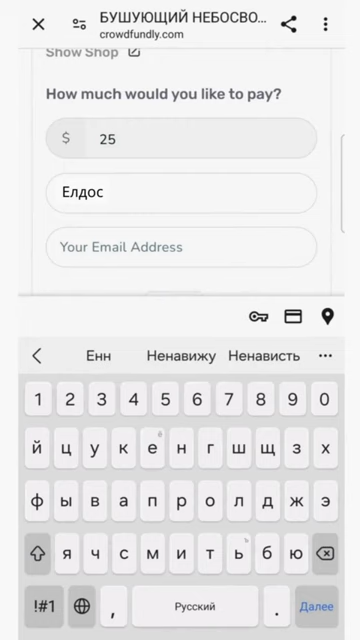 БУШУЮЩИЙ НЕБОСВО...
crowdfundly.com
Show Shop
How much would you like to pay?
$ 25
Елдос
Your Email Address
Енн Ненавижу Ненависть
1 2 3 4 5 6 7 8 9 0
й ц у к е н г ш щ з х
ё
ф ы в а п р о л д ж э
я ч с м и т ь б ю
ъ
!#1 , Русский . Далее